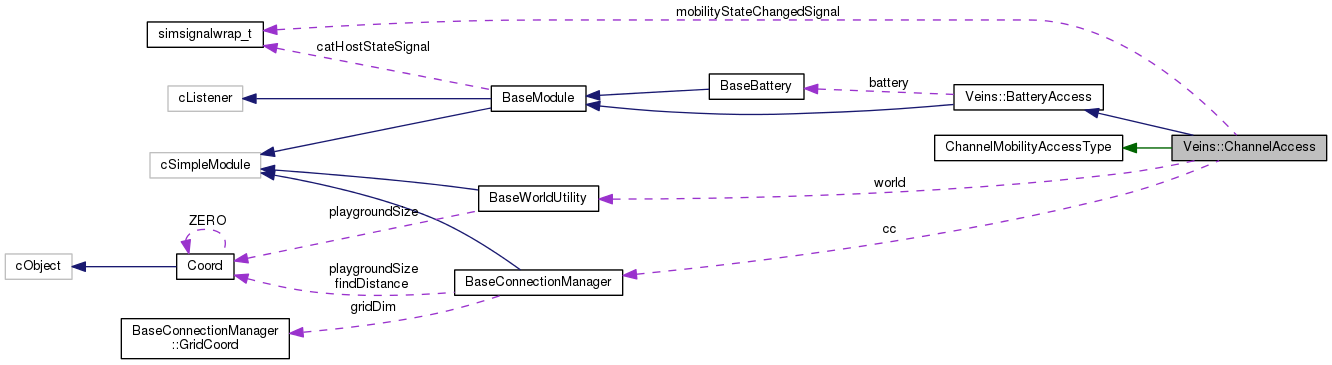 mobilityStateChangedSignal
simsignalwrap_t
catHostStateSignal
cListener
BaseModule
BaseBattery
battery
Veins::BatteryAccess
ChannelMobilityAccessType
Veins::ChannelAccess
cSimpleModule
BaseWorldUtility
world
playgroundSize
ZERO
cc
cObject
Coord
playgroundSize
findDistance
BaseConnectionManager
gridDim
BaseConnectionManager
::GridCoord